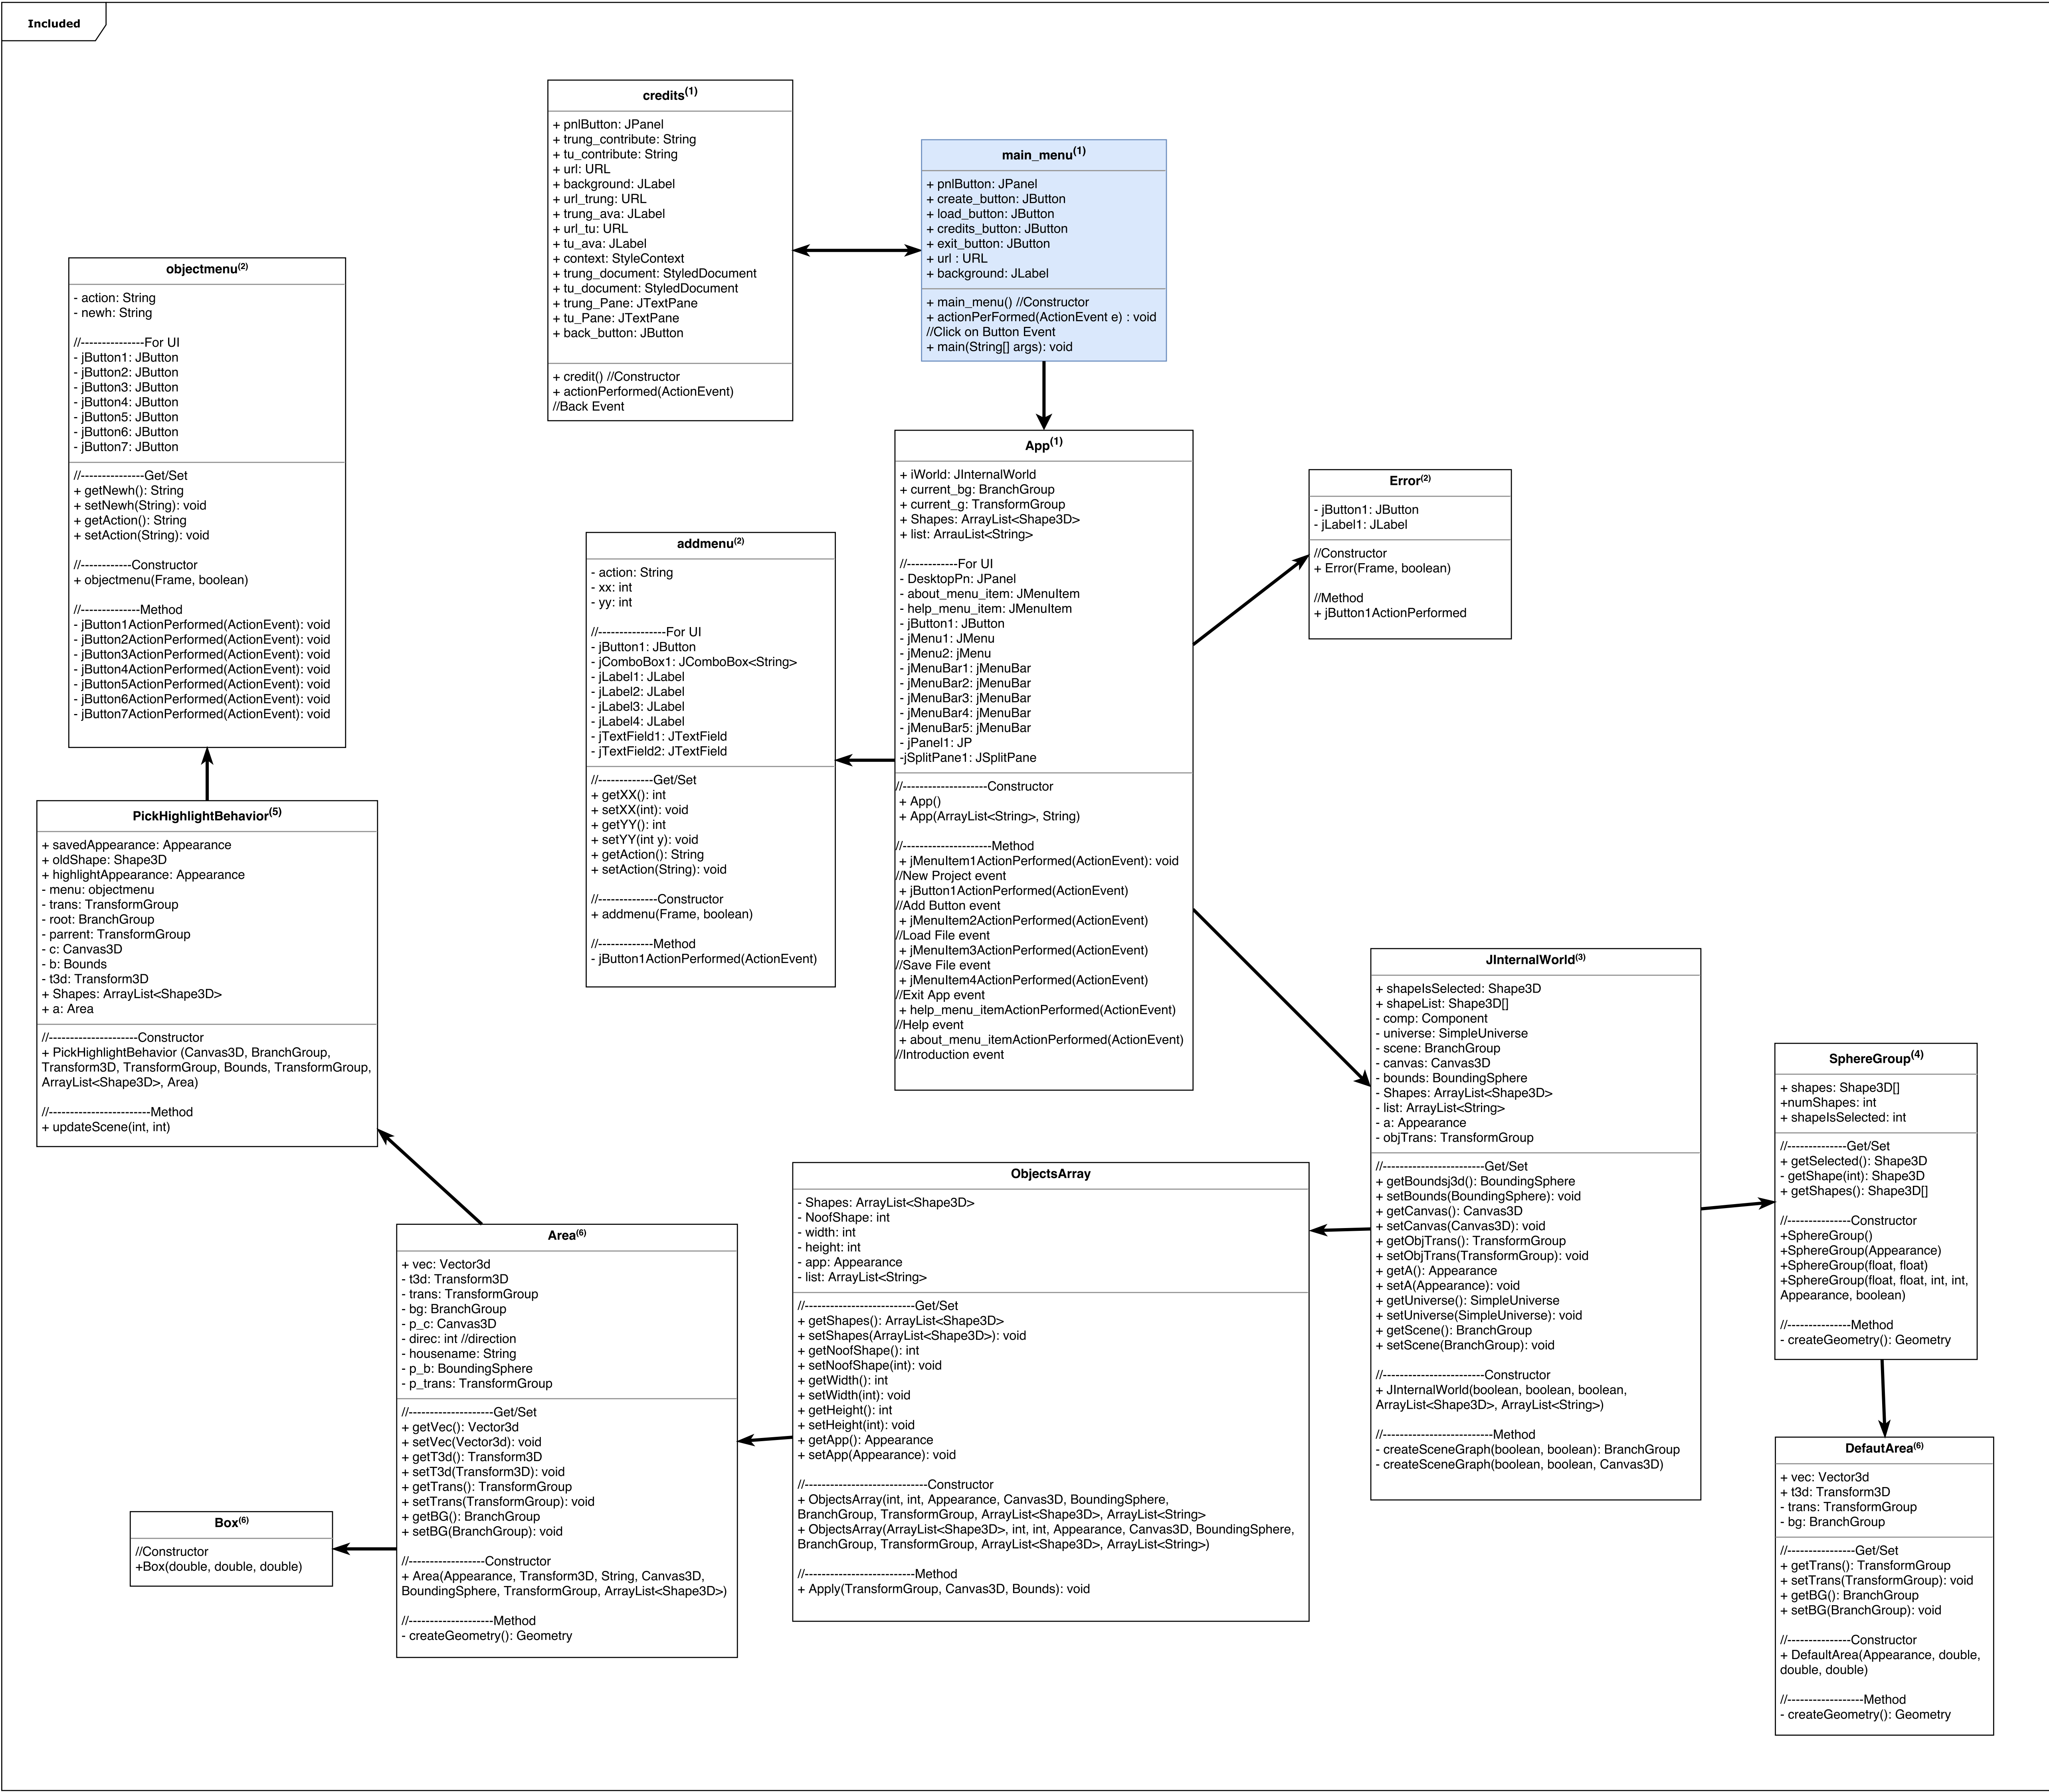 Included
credits(1)
+ pnlButton: JPanel
+ trung_contribute: String
+ tu_contribute: String
+ url: URL
+ background: JLabel
+ url_trung: URL
+ trung_ava: JLabel
+ url_tu: URL
+ tu_ava: JLabel
+ context: StyleContext
+ trung_document: StyledDocument
+ tu_document: StyledDocument
+ trung_Pane: JTextPane
+ tu_Pane: JTextPane
+ back_button: JButton
+ credit() //Constructor
+ actionPerformed(ActionEvent)
//Back Event
main_menu(1)
+ pnlButton: JPanel
+ create_button: JButton
+ load_button: JButton
+ credits_button: JButton
+ exit_button: JButton
+ url : URL
+ background: JLabel
+ main_menu() //Constructor
+ actionPerFormed(ActionEvent e) : void
//Click on Button Event
+ main(String[] args): void
objectmenu(2)
- action: String
- newh: String
//---------------For UI
- jButton1: JButton
- jButton2: JButton
- jButton3: JButton
- jButton4: JButton
- jButton5: JButton
- jButton6: JButton
- jButton7: JButton
//---------------Get/Set
+ getNewh(): String
+ setNewh(String): void
+ getAction(): String
+ setAction(String): void
//------------Constructor
+ objectmenu(Frame, boolean)
//--------------Method
- jButton1ActionPerformed(ActionEvent): void
- jButton2ActionPerformed(ActionEvent): void
- jButton3ActionPerformed(ActionEvent): void
- jButton4ActionPerformed(ActionEvent): void
- jButton5ActionPerformed(ActionEvent): void
- jButton6ActionPerformed(ActionEvent): void
- jButton7ActionPerformed(ActionEvent): void
App(1)
+ iWorld: JInternalWorld
+ current_bg: BranchGroup
+ current_g: TransformGroup
+ Shapes: ArrayList<Shape3D>
+ list: ArrauList<String>
//------------For UI
- DesktopPn: JPanel
- about_menu_item: JMenuItem
- help_menu_item: JMenuItem
- jButton1: JButton
- jMenu1: JMenu
- jMenu2: jMenu
- jMenuBar1: jMenuBar
- jMenuBar2: jMenuBar
- jMenuBar3: jMenuBar
- jMenuBar4: jMenuBar
- jMenuBar5: jMenuBar
- jPanel1: JP
-jSplitPane1: JSplitPane
//--------------------Constructor
+ App()
+ App(ArrayList<String>, String)
//---------------------Method
+ jMenuItem1ActionPerformed(ActionEvent): void
//New Project event
+ jButton1ActionPerformed(ActionEvent)
//Add Button event
+ jMenuItem2ActionPerformed(ActionEvent)
//Load File event
+ jMenuItem3ActionPerformed(ActionEvent)
//Save File event
+ jMenuItem4ActionPerformed(ActionEvent)
//Exit App event
+ help_menu_itemActionPerformed(ActionEvent)
//Help event
+ about_menu_itemActionPerformed(ActionEvent)
//Introduction event
Error(2)
- jButton1: JButton
- jLabel1: JLabel
//Constructor
+ Error(Frame, boolean)
//Method
+ jButton1ActionPerformed
addmenu(2)
- action: String
- xx: int
- yy: int
//----------------For UI
- jButton1: JButton
- jComboBox1: JComboBox<String>
- jLabel1: JLabel
- jLabel2: JLabel
- jLabel3: JLabel
- jLabel4: JLabel
- jTextField1: JTextField
- jTextField2: JTextField
//-------------Get/Set
+ getXX(): int
+ setXX(int): void
+ getYY(): int
+ setYY(int y): void
+ getAction(): String
+ setAction(String): void
//--------------Constructor
+ addmenu(Frame, boolean)
//-------------Method
- jButton1ActionPerformed(ActionEvent)
PickHighlightBehavior(5)
+ savedAppearance: Appearance
+ oldShape: Shape3D
+ highlightAppearance: Appearance
- menu: objectmenu
- trans: TransformGroup
- root: BranchGroup
- parrent: TransformGroup
- c: Canvas3D
- b: Bounds
- t3d: Transform3D
+ Shapes: ArrayList<Shape3D>
+ a: Area
//---------------------Constructor
+ PickHighlightBehavior (Canvas3D, BranchGroup,
Transform3D, TransformGroup, Bounds, TransformGroup,
ArrayList<Shape3D>, Area)
//------------------------Method
+ updateScene(int, int)
JInternalWorld(3)
+ shapeIsSelected: Shape3D
+ shapeList: Shape3D[]
- comp: Component
- universe: SimpleUniverse
- scene: BranchGroup
- canvas: Canvas3D
- bounds: BoundingSphere
- Shapes: ArrayList<Shape3D>
- list: ArrayList<String>
- a: Appearance
- objTrans: TransformGroup
//------------------------Get/Set
+ getBoundsj3d(): BoundingSphere
+ setBounds(BoundingSphere): void
+ getCanvas(): Canvas3D
+ setCanvas(Canvas3D): void
+ getObjTrans(): TransformGroup
+ setObjTrans(TransformGroup): void
+ getA(): Appearance
+ setA(Appearance): void
+ getUniverse(): SimpleUniverse
+ setUniverse(SimpleUniverse): void
+ getScene(): BranchGroup
+ setScene(BranchGroup): void
//------------------------Constructor
+ JInternalWorld(boolean, boolean, boolean,
ArrayList<Shape3D>, ArrayList<String>)
//--------------------------Method
- createSceneGraph(boolean, boolean): BranchGroup
- createSceneGraph(boolean, boolean, Canvas3D)
SphereGroup(4)
+ shapes: Shape3D[]
+numShapes: int
+ shapeIsSelected: int
//--------------Get/Set
+ getSelected(): Shape3D
- getShape(int): Shape3D
+ getShapes(): Shape3D[]
//---------------Constructor
+SphereGroup()
+SphereGroup(Appearance)
+SphereGroup(float, float)
+SphereGroup(float, float, int, int,
Appearance, boolean)
//---------------Method
- createGeometry(): Geometry
ObjectsArray
- Shapes: ArrayList<Shape3D>
- NoofShape: int
- width: int
- height: int
- app: Appearance
- list: ArrayList<String>
//--------------------------Get/Set
+ getShapes(): ArrayList<Shape3D>
+ setShapes(ArrayList<Shape3D>): void
+ getNoofShape(): int
+ setNoofShape(int): void
+ getWidth(): int
+ setWidth(int): void
+ getHeight(): int
+ setHeight(int): void
+ getApp(): Appearance
+ setApp(Appearance): void
//-----------------------------Constructor
+ ObjectsArray(int, int, Appearance, Canvas3D, BoundingSphere,
BranchGroup, TransformGroup, ArrayList<Shape3D>, ArrayList<String>
+ ObjectsArray(ArrayList<Shape3D>, int, int, Appearance, Canvas3D, BoundingSphere,
BranchGroup, TransformGroup, ArrayList<Shape3D>, ArrayList<String>)
//--------------------------Method
+ Apply(TransformGroup, Canvas3D, Bounds): void
Area(6)
+ vec: Vector3d
- t3d: Transform3D
- trans: TransformGroup
- bg: BranchGroup
- p_c: Canvas3D
- direc: int //direction
- housename: String
- p_b: BoundingSphere
- p_trans: TransformGroup
//--------------------Get/Set
+ getVec(): Vector3d
+ setVec(Vector3d): void
+ getT3d(): Transform3D
+ setT3d(Transform3D): void
+ getTrans(): TransformGroup
+ setTrans(TransformGroup): void
+ getBG(): BranchGroup
+ setBG(BranchGroup): void
//------------------Constructor
+ Area(Appearance, Transform3D, String, Canvas3D,
BoundingSphere, TransformGroup, ArrayList<Shape3D>)
//--------------------Method
- createGeometry(): Geometry
Box(6)
//Constructor
+Box(double, double, double)
DefautArea(6)
+ vec: Vector3d
+ t3d: Transform3D
- trans: TransformGroup
- bg: BranchGroup
//----------------Get/Set
+ getTrans(): TransformGroup
+ setTrans(TransformGroup): void
+ getBG(): BranchGroup
+ setBG(BranchGroup): void
//---------------Constructor
+ DefaultArea(Appearance, double,
double, double)
//------------------Method
- createGeometry(): Geometry